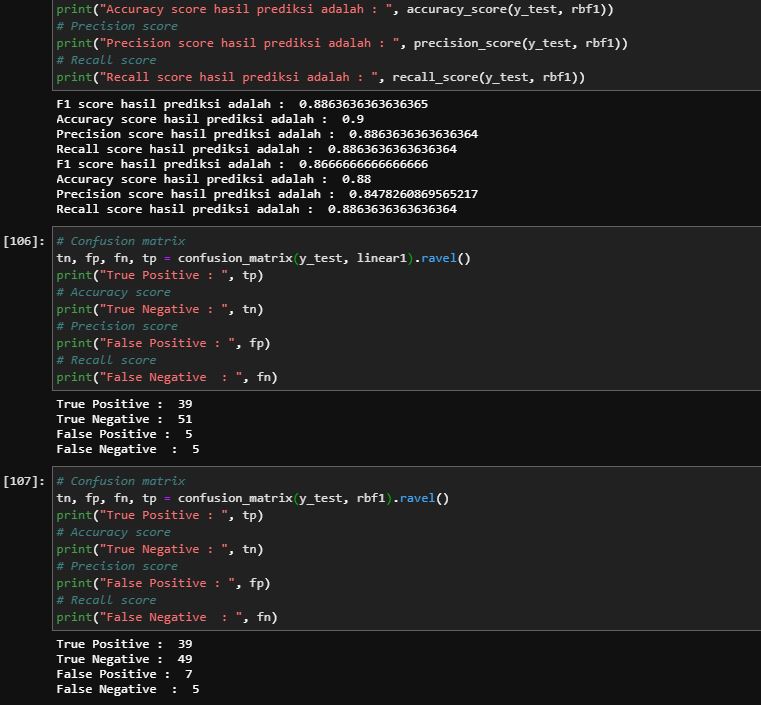 print("Accuracy score hasil prediksi adalah : ", accuracy_score(y_test, rbf1))
# Precision score
print("Precision score hasil prediksi adalah : ", precision_score(y_test, rbf1))
# Recall score
print("Recall score hasil prediksi adalah : ", recall_score(y_test, rbf1))
F1 score hasil prediksi adalah :  0.8863636363636365
Accuracy score hasil prediksi adalah :  0.9
Precision score hasil prediksi adalah :  0.8863636363636364
Recall score hasil prediksi adalah :  0.8863636363636364
F1 score hasil prediksi adalah :  0.8666666666666666
Accuracy score hasil prediksi adalah :  0.88
Precision score hasil prediksi adalah :  0.8478260869565217
Recall score hasil prediksi adalah :  0.8863636363636364
[106]: # Confusion matrix
tn, fp, fn, tp = confusion_matrix(y_test, linear1).ravel()
print("True Positive : ", tp)
# Accuracy score
print("True Negative : ", tn)
# Precision score
print("False Positive : ", fp)
# Recall score
print("False Negative  : ", fn)
True Positive :  39
True Negative :  51
False Positive :  5
False Negative  :  5
[107]: # Confusion matrix
tn, fp, fn, tp = confusion_matrix(y_test, rbf1).ravel()
print("True Positive : ", tp)
# Accuracy score
print("True Negative : ", tn)
# Precision score
print("False Positive : ", fp)
# Recall score
print("False Negative  : ", fn)
True Positive :  39
True Negative :  49
False Positive :  7
False Negative  :  5